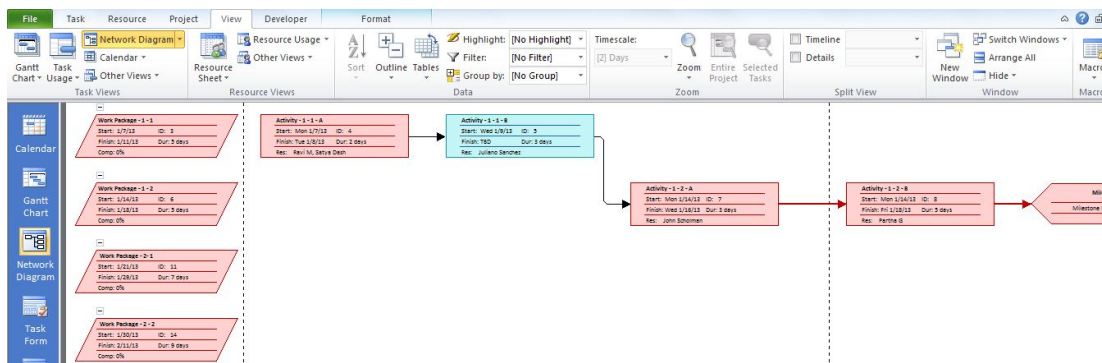 File Task Resource Project View Developer Format
Network Diagram
Calendar
Other Views
Gantt Chart
Task Usage
Task Views
Resource Sheet
Resource Usage
Other Views
Resource Views
Sort
Outline
Tables
Highlight: [No Highlight]
Filter: [No Filter]
Group by: [No Group]
Data
Timescale:
[2] Days
Zoom
Entire Project
Selected Tasks
Zoom
Timeline
Details
Split View
New Window
Switch Windows
Arrange All
Hide
Window
Macro
Macro
Calendar
Gantt Chart
Network Diagram
Task Form
Work Package - 1 - 1
Start: 1/7/13 ID: 3
Finish: 1/11/13 Dur: 5 days
Comp: 0%
Activity - 1 - 1 - A
Start: Mon 1/7/13 ID: 4
Finish: Tue 1/8/13 Dur: 2 days
Res: Ravi M, Satya Dash
Activity - 1 - 1 - B
Start: Wed 1/9/13 ID: 5
Finish: TBD Dur: 3 days
Res: Juliano Sanchez
Work Package - 1 - 2
Start: 1/14/13 ID: 6
Finish: 1/18/13 Dur: 5 days
Comp: 0%
Activity - 1 - 2 - A
Start: Mon 1/14/13 ID: 7
Finish: Wed 1/16/13 Dur: 3 days
Res: John Scholman
Activity - 1 - 2 - B
Start: Mon 1/14/13 ID: 8
Finish: Fri 1/18/13 Dur: 5 days
Res: Partha G
Mil
Milestone
Work Package - 2 - 1
Start: 1/21/13 ID: 11
Finish: 1/29/13 Dur: 7 days
Comp: 0%
Work Package - 2 - 2
Start: 1/30/13 ID: 14
Finish: 2/11/13 Dur: 9 days
Comp: 0%